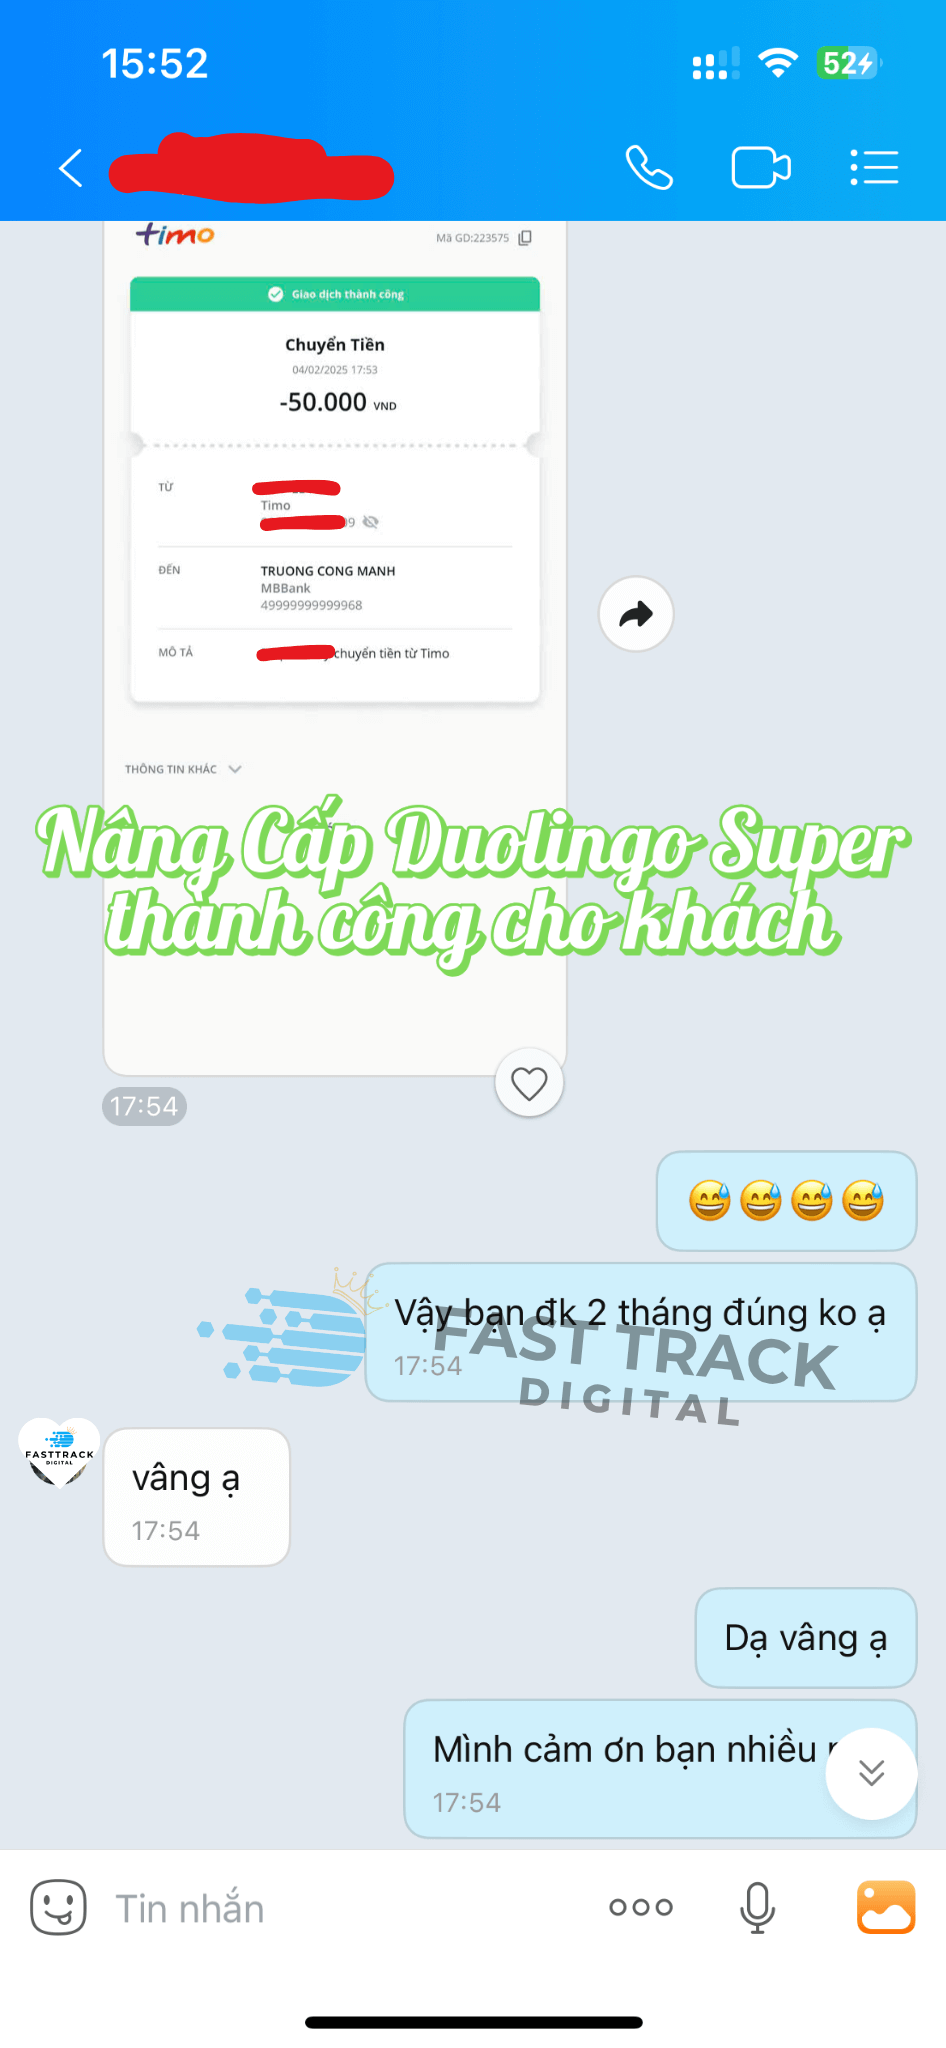 15:52
52
timo
Mã GD:223575
Giao dịch thành công
Chuyển Tiền
04/02/2025 17:53
-50.000 VND
TỪ
Timo
9
ĐẾN
TRUONG CONG MANH
MBBank
49999999999968
MÔ TẢ
chuyển tiền từ Timo
THÔNG TIN KHÁC
Nâng Cấp Duolingo Super
thành công cho khách
17:54
Vậy bạn đk 2 tháng đúng ko ạ
17:54
FAST TRACK
DIGITAL
FASTTRACK
DIGITAL
vâng ạ
17:54
Dạ vâng ạ
Mình cảm ơn bạn nhiều
17:54
Tin nhắn